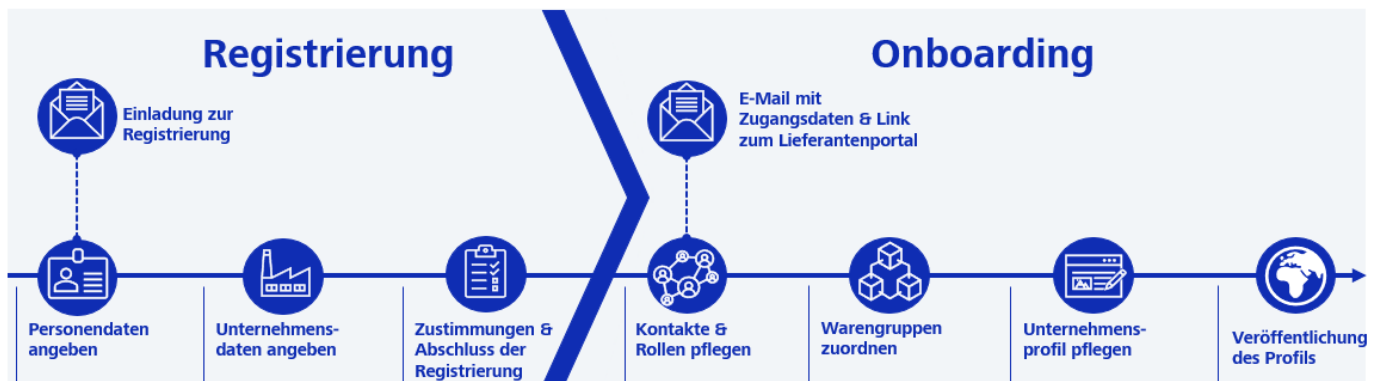 Registrierung
Einladung zur
Registrierung
Personendaten
angeben
Unternehmens-
daten angeben
Zustimmungen &
Abschluss der
Registrierung
Onboarding
E-Mail mit
Zugangsdaten & Link
zum Lieferantenportal
Kontakte &
Rollen pflegen
Warengruppen
zuordnen
Unternehmens-
profil pflegen
Veröffentlichung
des Profils